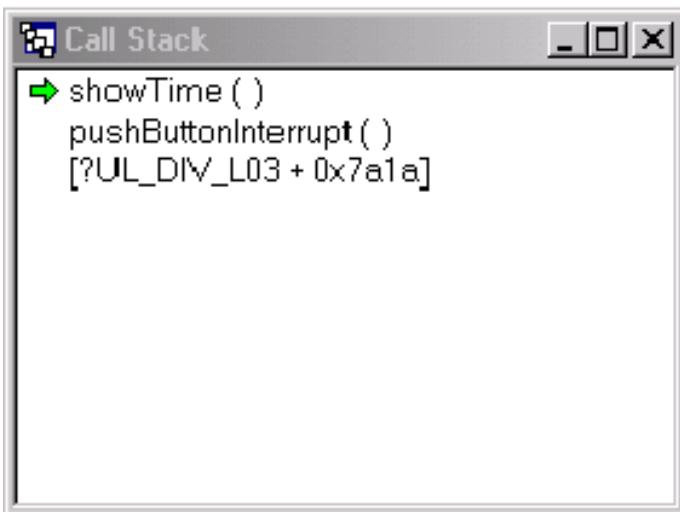 Call Stack
showTime ( )
pushButtonInterrupt ( )
[?UL_DIV_L03 + 0x7a1a]